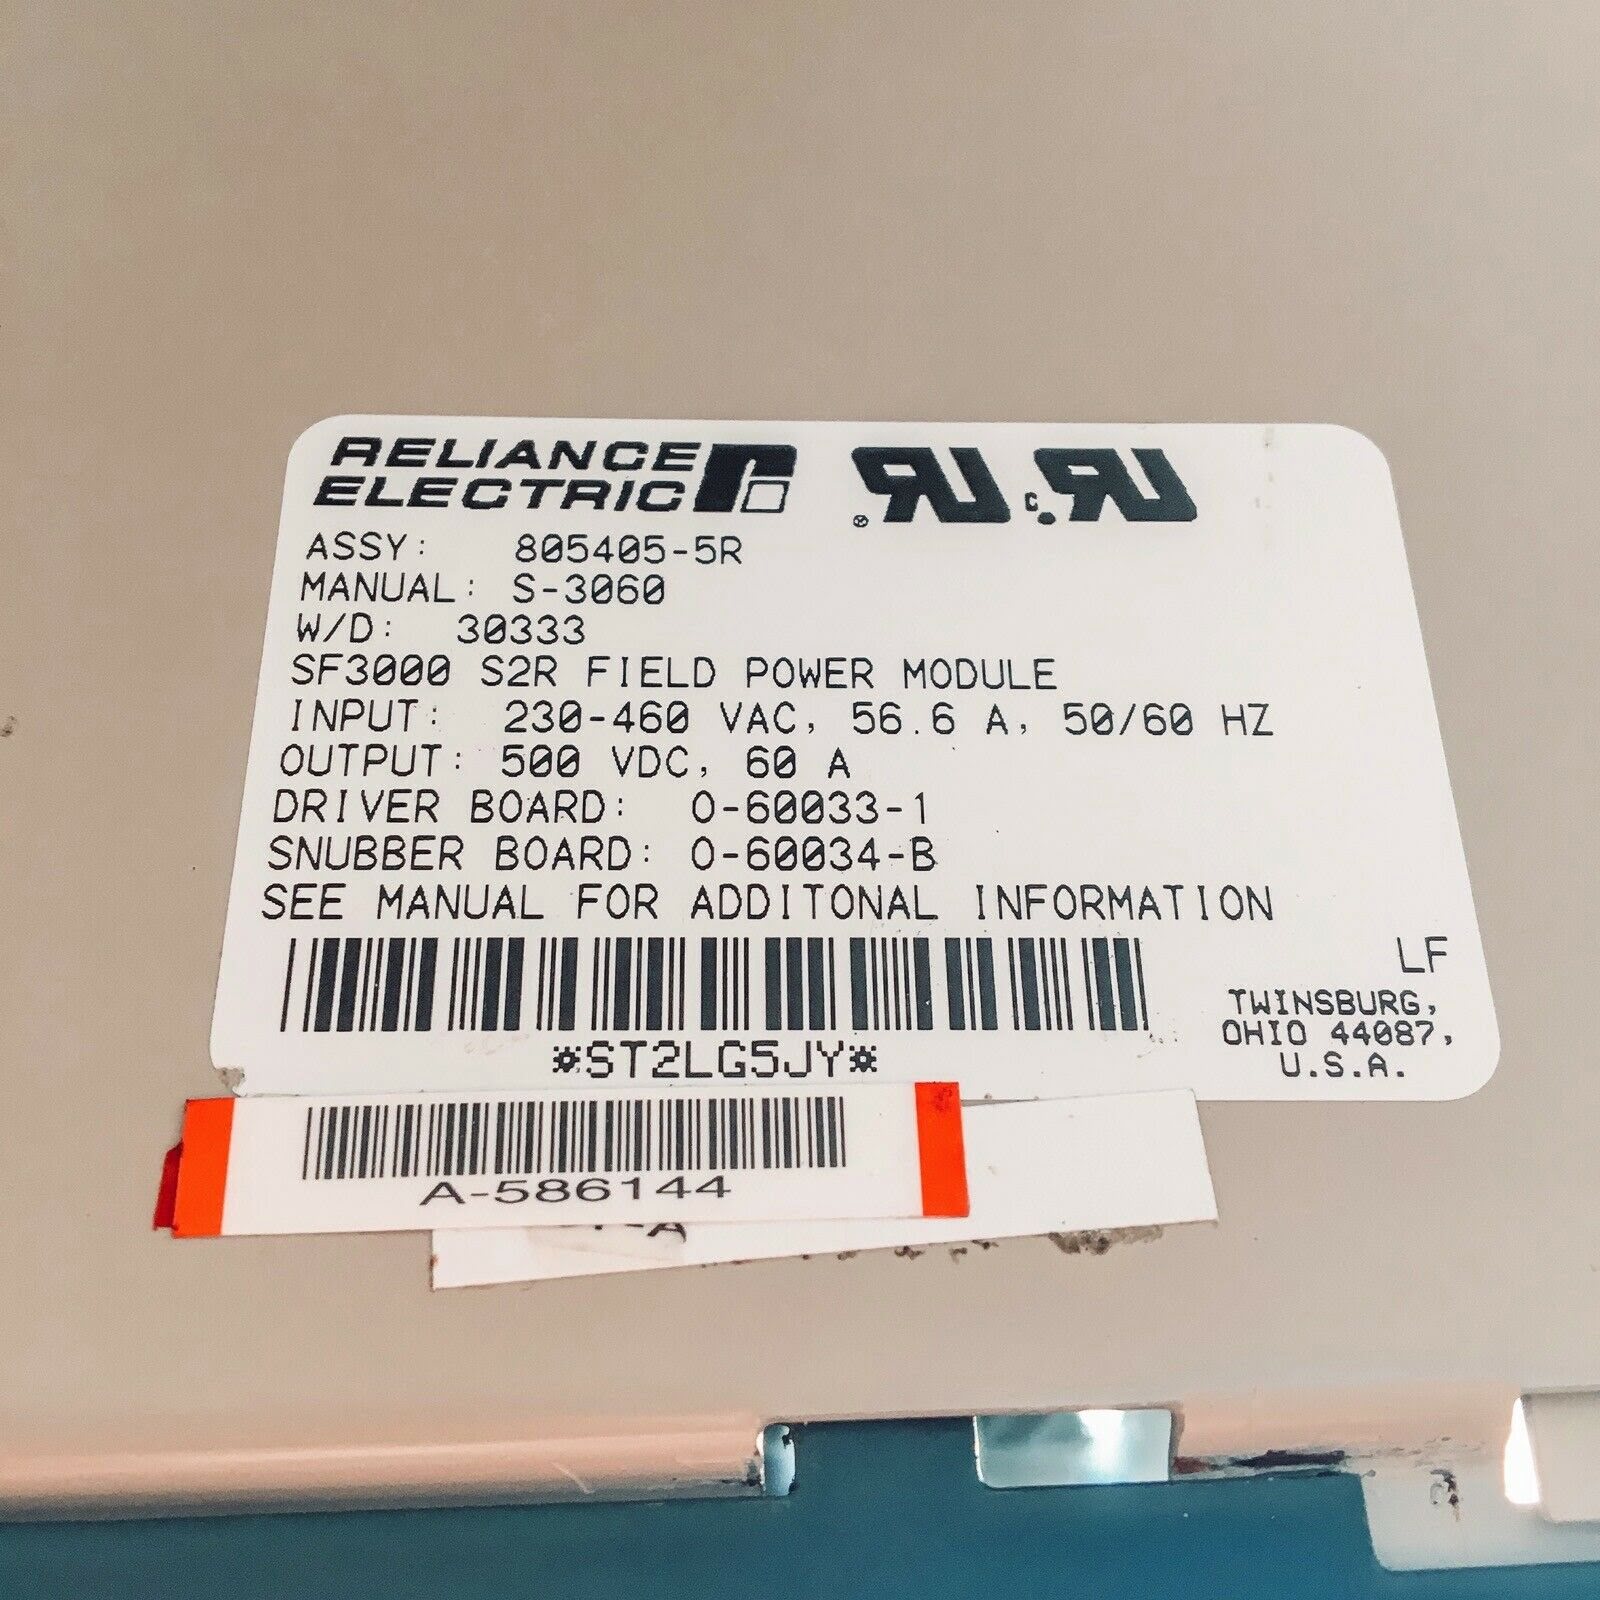 RELIANCE
ELECTRIC
ASSY: 805405-5R
MANUAL: S-3060
W/D: 30333
SF3000 S2R FIELD POWER MODULE
INPUT: 230-460 VAC, 56.6 A, 50/60 HZ
OUTPUT: 500 VDC, 60 A
DRIVER BOARD: O-60033-1
SNUBBER BOARD: O-60034-B
SEE MANUAL FOR ADDITONAL INFORMATION
*ST2LG5JY*
LF
TWINSBURG,
OHIO 44087,
U.S.A.
A-586144